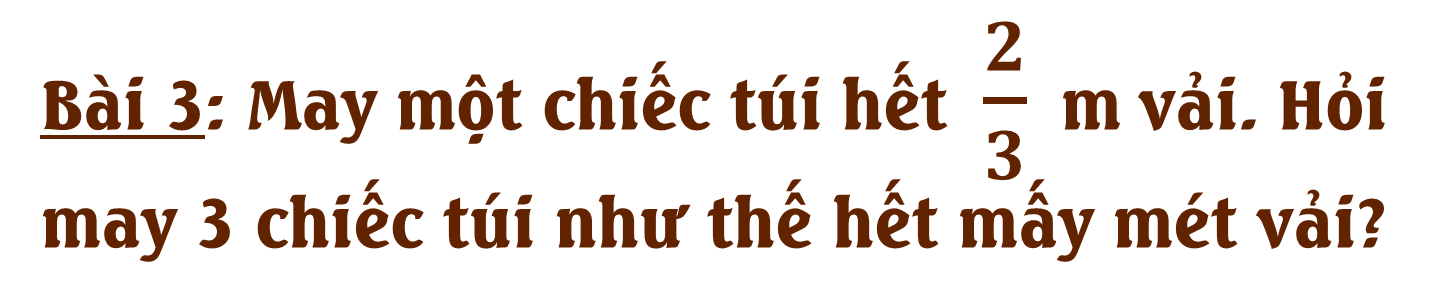 Bài 3: May một chiếc túi hết 2/3 m vải. Hỏi
may 3 chiếc túi như thế hết mấy mét vải?